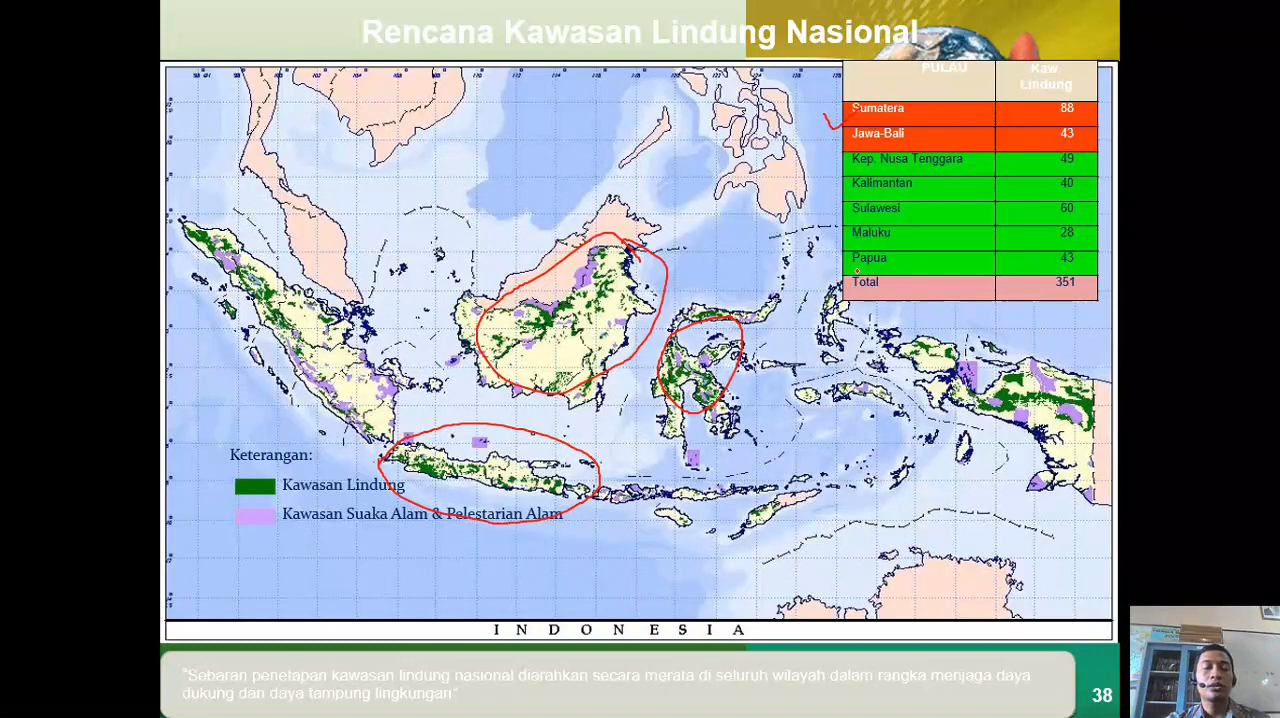 Rencana Kawasan Lindung Nasional
PULAU Kaw Lindung
Sumatera 88
Jawa-Bali 43
Kep. Nusa Tenggara 49
Kalimantan 40
Sulawesi 60
Maluku 28
Papua 43
Total 351
Keterangan:
Kawasan Lindung
Kawasan Suaka Alam & Pelestarian Alam
INDONESIA
"Sebaran penetapan kawasan lindung nasional diarahkan secara merata di seluruh wilayah dalam rangka menjaga daya
dukung dan daya tampung lingkungan"
38